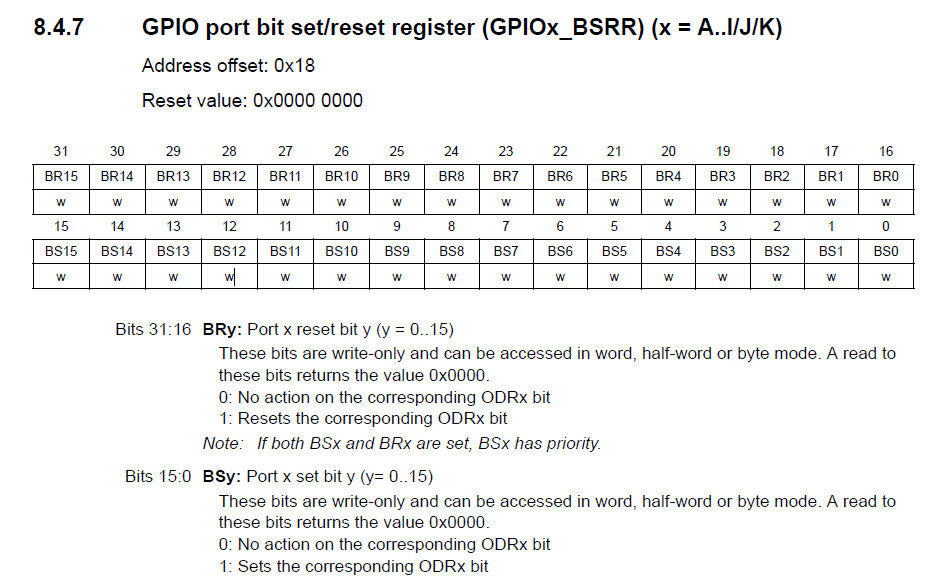 8.4.7 GPIO port bit set/reset register (GPIOx_BSRR) (x = A..I/J/K)
Address offset: 0x18
Reset value: 0x0000 0000
31 30 29 28 27 26 25 24 23 22 21 20 19 18 17 16
BR15 BR14 BR13 BR12 BR11 BR10 BR9 BR8 BR7 BR6 BR5 BR4 BR3 BR2 BR1 BR0
w w w w w w w w w w w w w w w w
15 14 13 12 11 10 9 8 7 6 5 4 3 2 1 0
BS15 BS14 BS13 BS12 BS11 BS10 BS9 BS8 BS7 BS6 BS5 BS4 BS3 BS2 BS1 BS0
w w w w w w w w w w w w w w w w
Bits 31:16 BRy: Port x reset bit y (y = 0..15)
These bits are write-only and can be accessed in word, half-word or byte mode. A read to
these bits returns the value 0x0000.
0: No action on the corresponding ODRx bit
1: Resets the corresponding ODRx bit
Note: If both BSx and BRx are set, BSx has priority.
Bits 15:0 BSy: Port x set bit y (y= 0..15)
These bits are write-only and can be accessed in word, half-word or byte mode. A read to
these bits returns the value 0x0000.
0: No action on the corresponding ODRx bit
1: Sets the corresponding ODRx bit